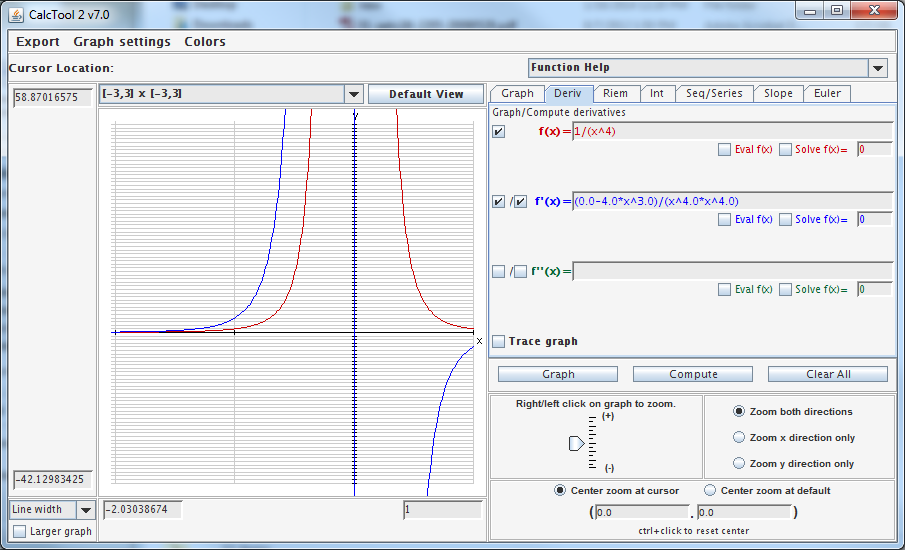 CalcTool 2 v7.0
Export Graph settings Colors
Cursor Location:
Function Help
58.87016575
[-3,3] x [-3,3]
Default View
Graph Deriv Riem Int Seq/Series Slope Euler
Graph/Compute derivatives
f(x)= 1/(x^4)
Eval f(x) Solve f(x)= 0
/ f'(x)= (0.0-4.0*x^3.0)/(x^4.0*x^4.0)
Eval f(x) Solve f(x)= 0
/ f''(x)=
Eval f(x) Solve f(x)= 0
y
x
Trace graph
Graph Compute Clear All
Right/left click on graph to zoom.
(+)
(-)
Zoom both directions
Zoom x direction only
Zoom y direction only
-42.12983425
Line width
Larger graph
-2.03038674
1
Center zoom at cursor Center zoom at default
( 0.0 . 0.0 )
ctrl+click to reset center